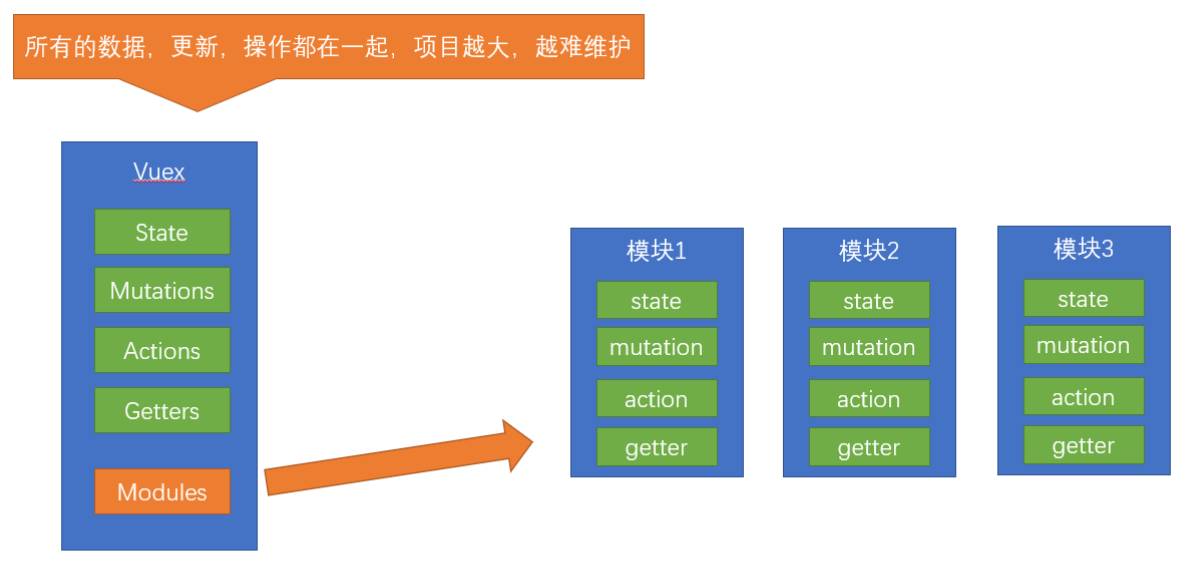 所有的数据，更新，操作都在一起，项目越大，越难维护
Vuex
State
Mutations
Actions
Getters
Modules
模块1
state
mutation
action
getter
模块2
state
mutation
action
getter
模块3
state
mutation
action
getter